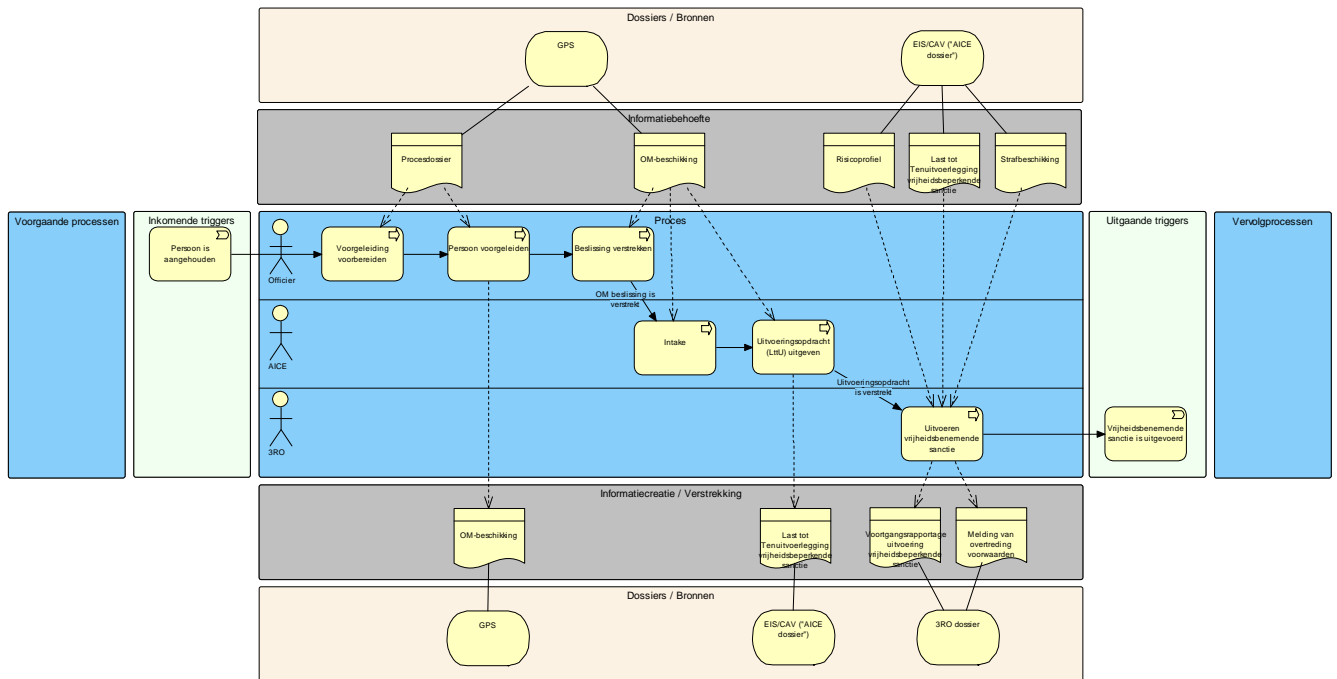 Dossiers / Bronnen
GPS
EIS/CAV ("AICE
dossier")
Informatiebehoefte
Procesdossier
OM-beschikking
Risicoprofiel
Last tot
Tenuitvoerlegging
vrijheidsbeperkende
sanctie
Strafbeschikking
Voorgaande processen
Inkomende triggers
Persoon is
aangehouden
Proces
Officier
Voorgeleiding
voorbereiden
Persoon voorgeleiden
Beslissing verstrekken
OM beslissing is
verstrekt
AICE
Intake
Uitvoeringsopdracht
(LttU) uitgeven
Uitvoeringsopdracht
is verstrekt
3RO
Uitvoeren
vrijheidsbenemende
sanctie
Uitgaande triggers
Vrijheidsbenemende
sanctie is uitgevoerd
Vervolgprocessen
Informatiecreatie / Verstrekking
OM-beschikking
Last tot
Tenuitvoerlegging
vrijheidsbeperkende
sanctie
Voortgangsrapportage
uitvoering
vrijheidsbeperkende
sanctie
Melding van
overtreding
voorwaarden
Dossiers / Bronnen
GPS
EIS/CAV ("AICE
dossier")
3RO dossier